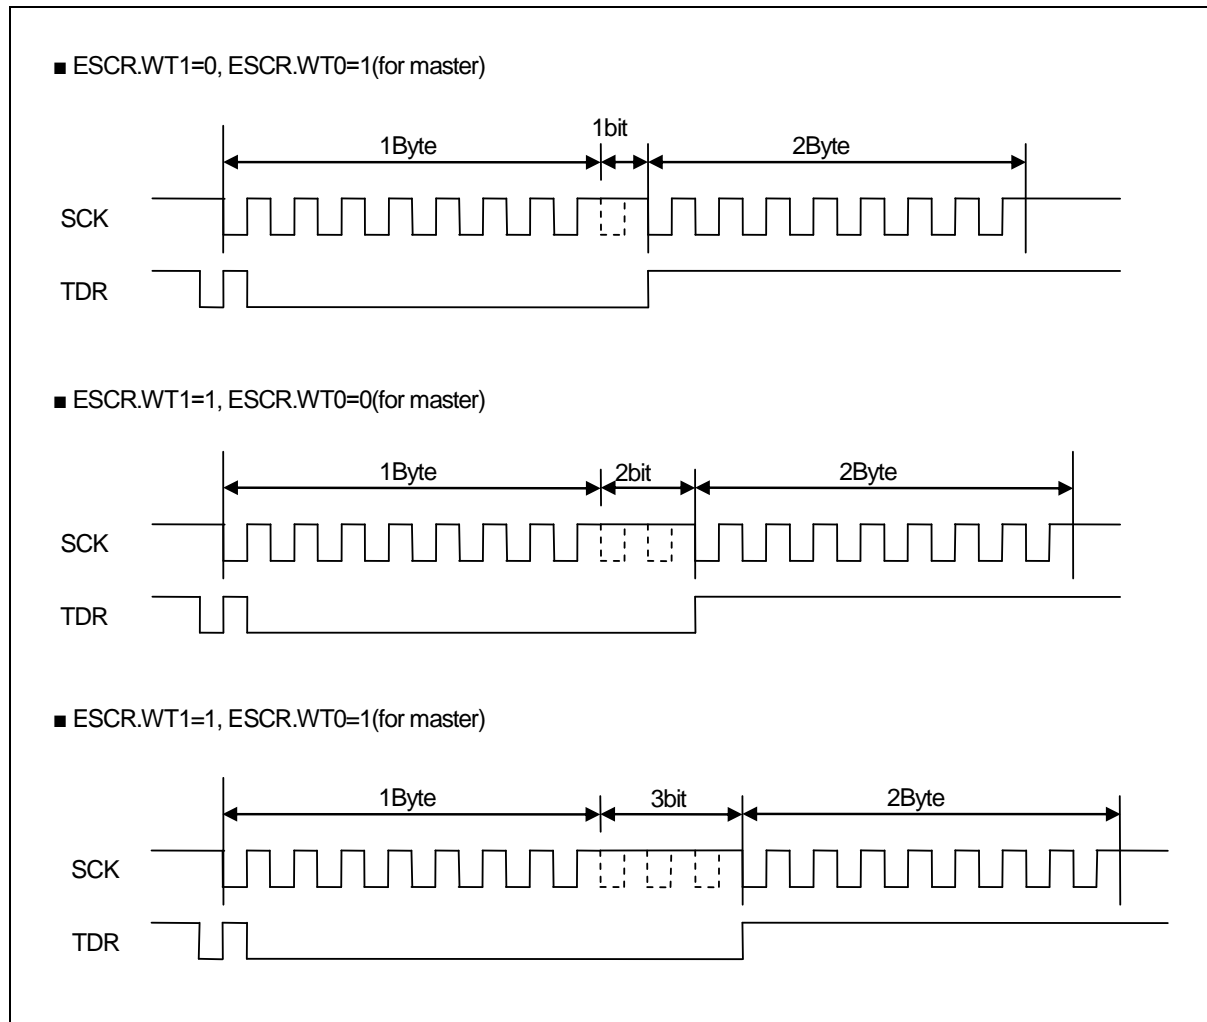 ■ ESCR.WT1=0, ESCR.WT0=1(for master)
1bit
1Byte
2Byte
SCK
TDR
■ ESCR.WT1=1, ESCR.WT0=0(for master)
1Byte
2bit
2Byte
SCK
TDR
■ ESCR.WT1=1, ESCR.WT0=1(for master)
1Byte
3bit
2Byte
SCK
TDR